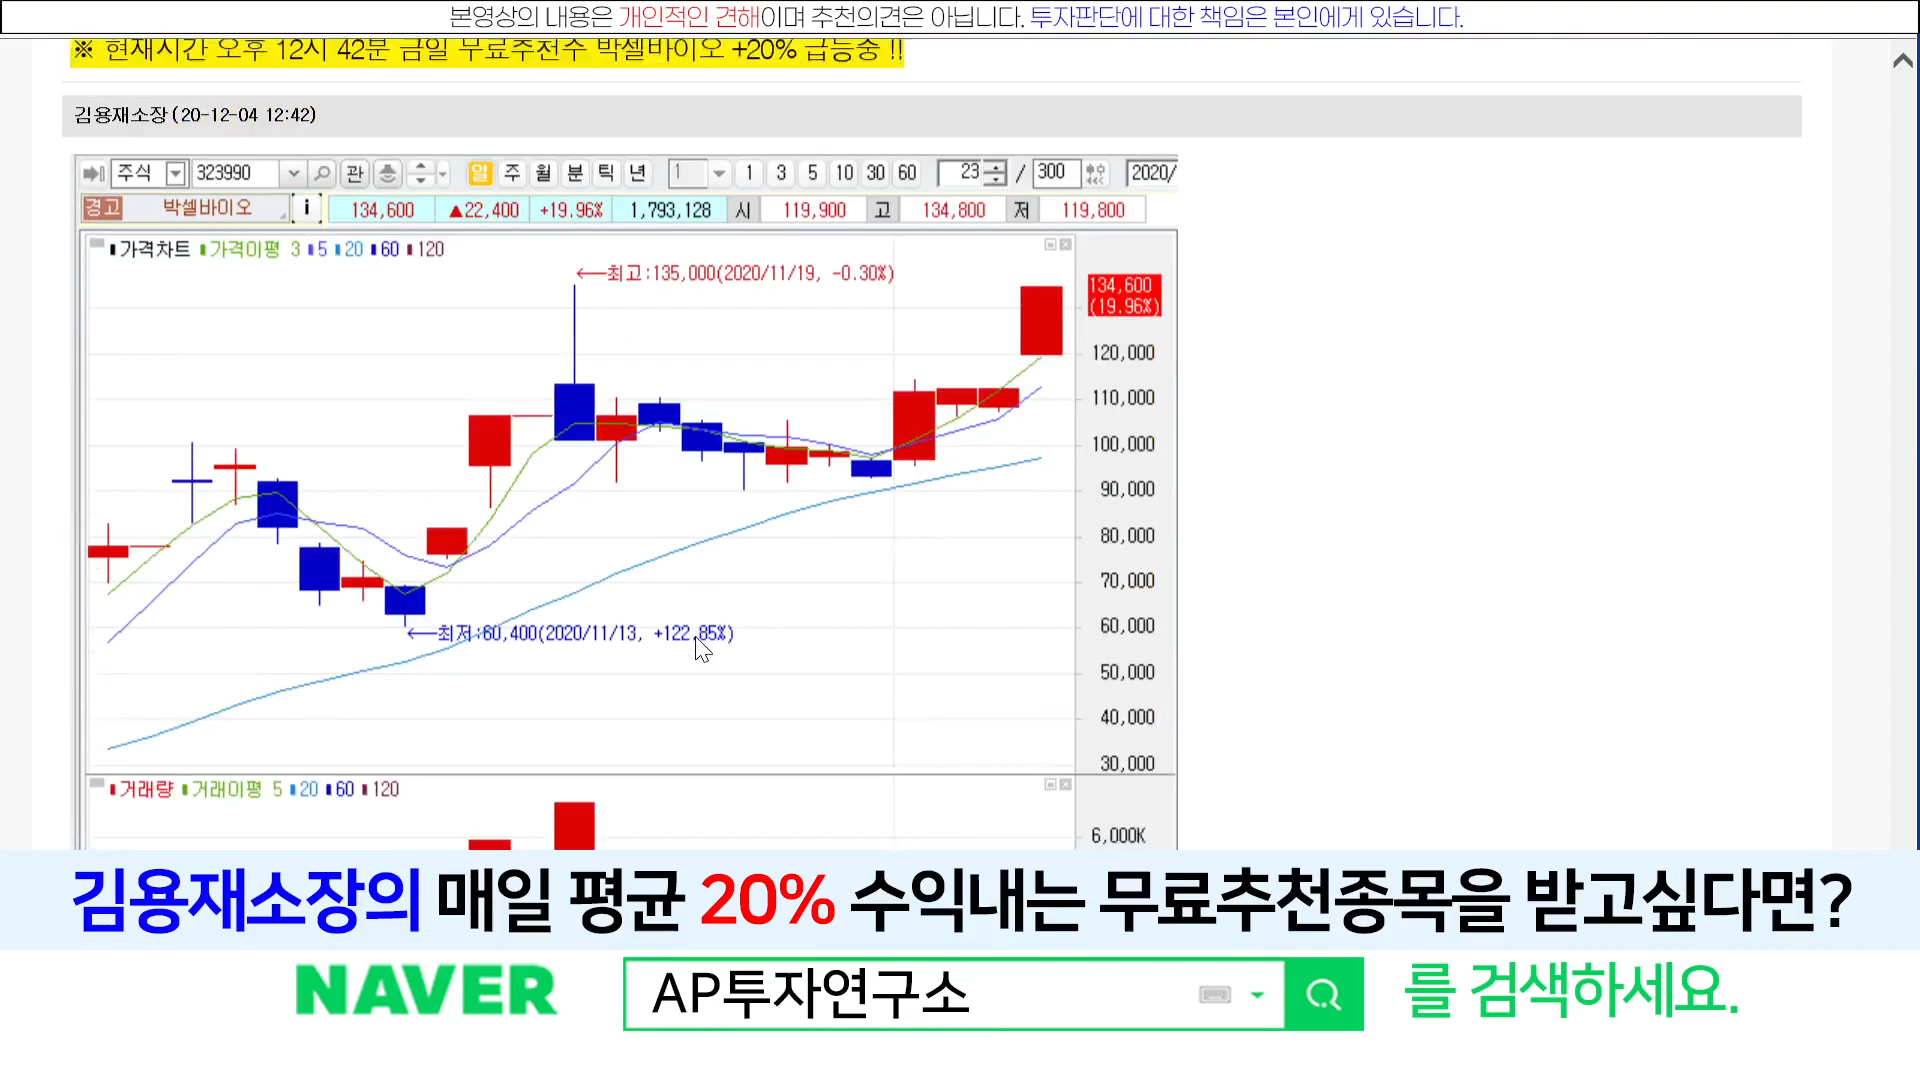 본영상의 내용은 개인적인 견해이며 추천의견은 아닙니다. 투자판단에 대한 책임은 본인에게 있습니다.
※ 현재시간 오후 12시 42분 금일 무료추천주 박셀바이오 +20% 급등중 !!
김용재소장(20-12-04 12:42)
주식 323990 관 일 주 월 분 틱 년 1 1 3 5 10 30 60 23 / 300 2020/
경고 박셀바이오 i 134,600 ▲22,400 +19.96% 1,793,128 시 119,900 고 134,800 저 119,800
가격차트 가격이평 3 5 20 60 120
←최고:135,000(2020/11/19, -0.30%)
134,600
(19.96%)
120,000
110,000
100,000
90,000
80,000
70,000
60,000
←최저:60,400(2020/11/13, +122.85%)
50,000
40,000
30,000
거래량 거래이평 5 20 60 120
6,000K
김용재소장의 매일 평균 20% 수익내는 무료추천종목을 받고싶다면?
NAVER AP투자연구소 를 검색하세요.